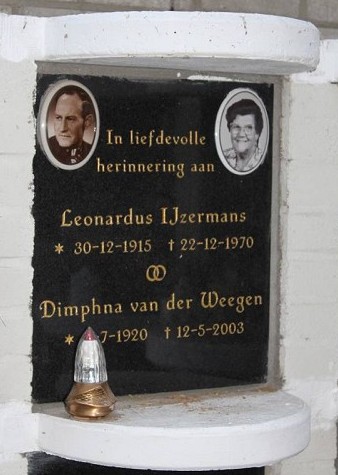 In liefdevolle
herinnering aan
Leonardus IJzermans
* 30-12-1915 † 22-12-1970
Dimphna van der Weegen
* 7-1920 † 12-5-2003